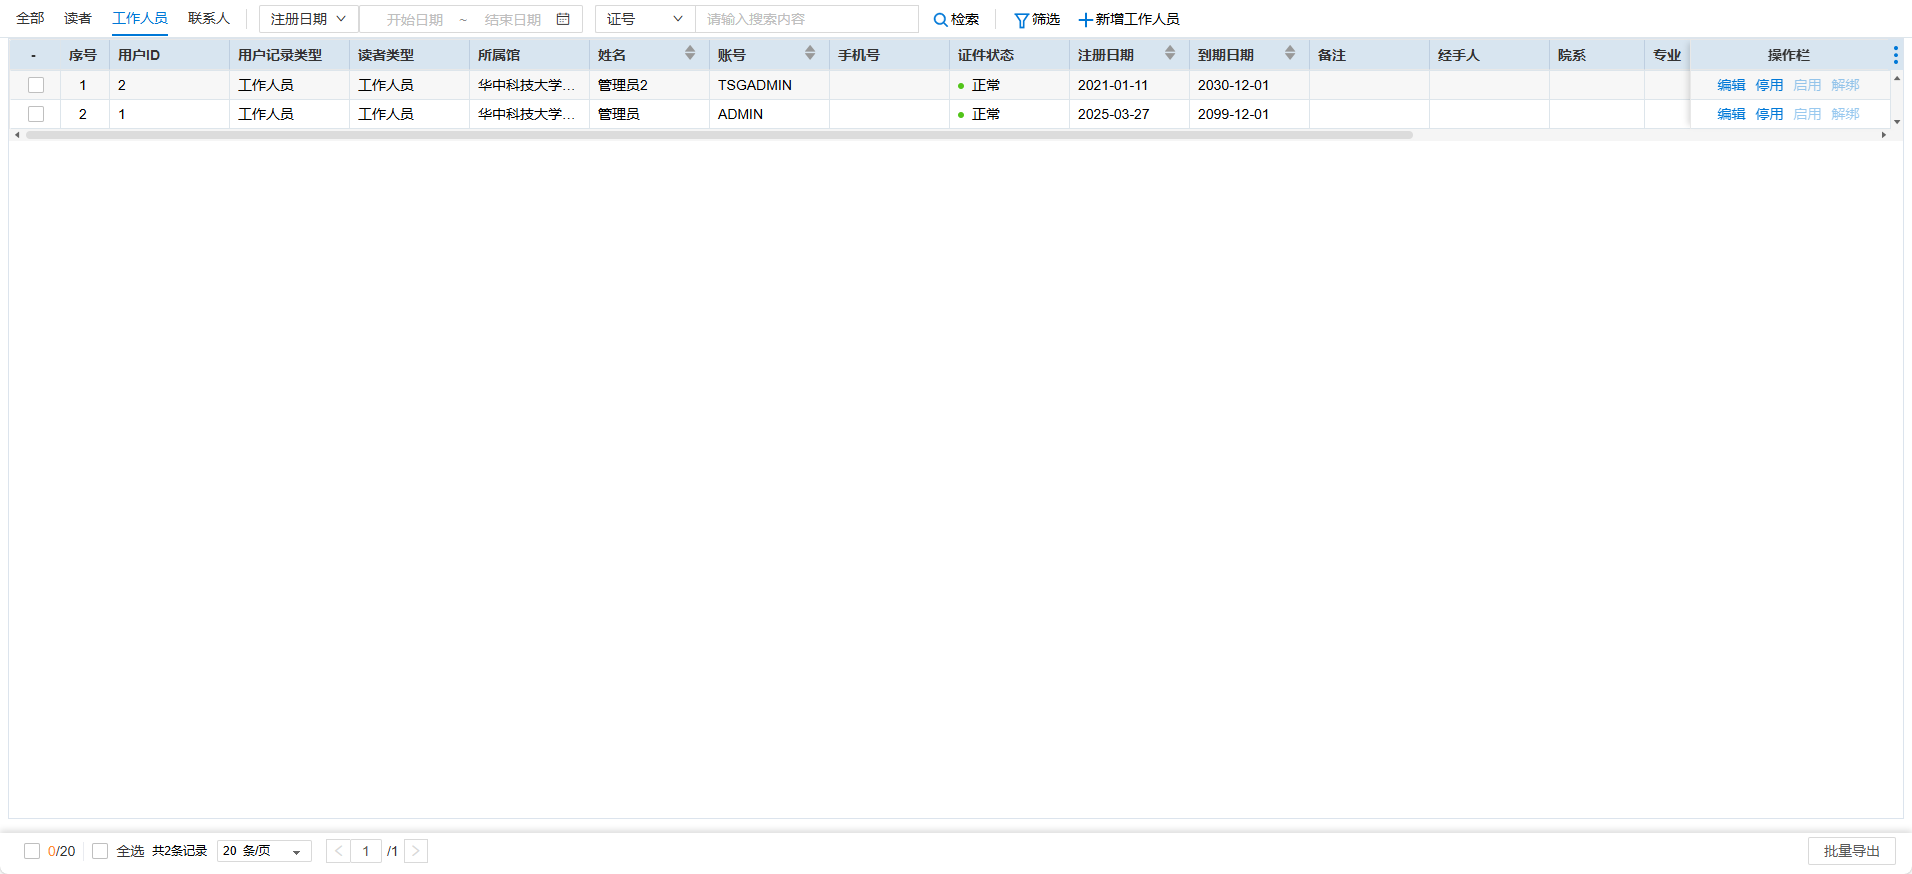 全部 读者 工作人员 联系人 注册日期 开始日期 ~ 结束日期 证号 请输入搜索内容 检索 筛选 新增工作人员
- 序号 用户ID 用户记录类型 读者类型 所属馆 姓名 账号 手机号 证件状态 注册日期 到期日期 备注 经手人 院系 专业 操作栏
1 2 工作人员 工作人员 华中科技大学... 管理员2 TSGADMIN 正常 2021-01-11 2030-12-01 编辑 停用 启用 解绑
2 1 工作人员 工作人员 华中科技大学... 管理员 ADMIN 正常 2025-03-27 2099-12-01 编辑 停用 启用 解绑
0/20 全选 共2条记录 20 条/页 < 1 /1 > 批量导出